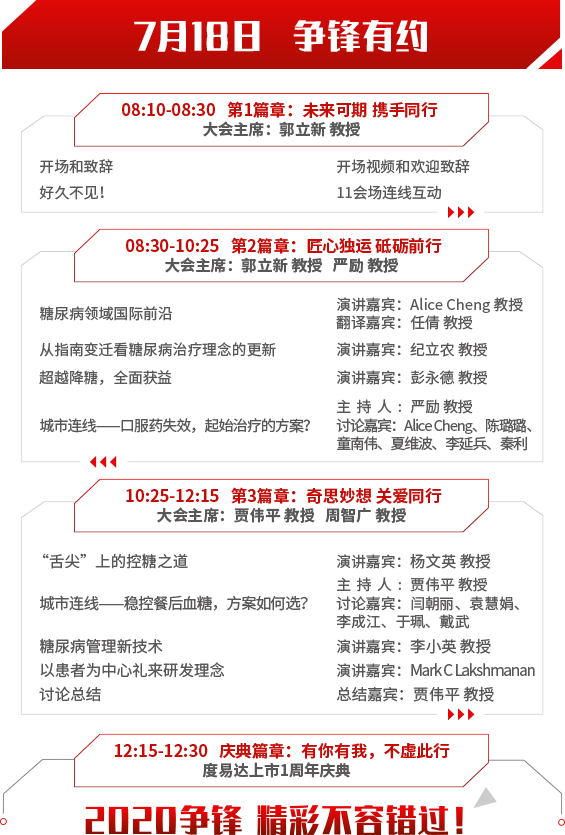 7月18日 争锋有约
08:10-08:30 第1篇章：未来可期 携手同行
大会主席：郭立新 教授
开场和致辞 开场视频和欢迎致辞
好久不见！ 11会场连线互动
08:30-10:25 第2篇章：匠心独运 砥砺前行
大会主席：郭立新 教授 严励 教授
糖尿病领域国际前沿
演讲嘉宾：Alice Cheng 教授
翻译嘉宾：任倩 教授
从指南变迁看糖尿病治疗理念的更新 演讲嘉宾：纪立农 教授
超越降糖，全面获益 演讲嘉宾：彭永德 教授
城市连线——口服药失效，起始治疗的方案？
主 持 人：严励 教授
讨论嘉宾：Alice Cheng、陈璐璐、
童南伟、夏维波、李延兵、秦利
10:25-12:15 第3篇章：奇思妙想 关爱同行
大会主席：贾伟平 教授 周智广 教授
“舌尖”上的控糖之道 演讲嘉宾：杨文英 教授
城市连线——稳控餐后血糖，方案如何选？
主 持 人：贾伟平 教授
讨论嘉宾：闫朝丽、袁慧娟、
李成江、于珮、戴武
糖尿病管理新技术 演讲嘉宾：李小英 教授
以患者为中心礼来研发理念 演讲嘉宾：Mark C Lakshmanan
讨论总结 总结嘉宾：贾伟平 教授
12:15-12:30 庆典篇章：有你有我，不虚此行
度易达上市1周年庆典
2020争锋 精彩不容错过！